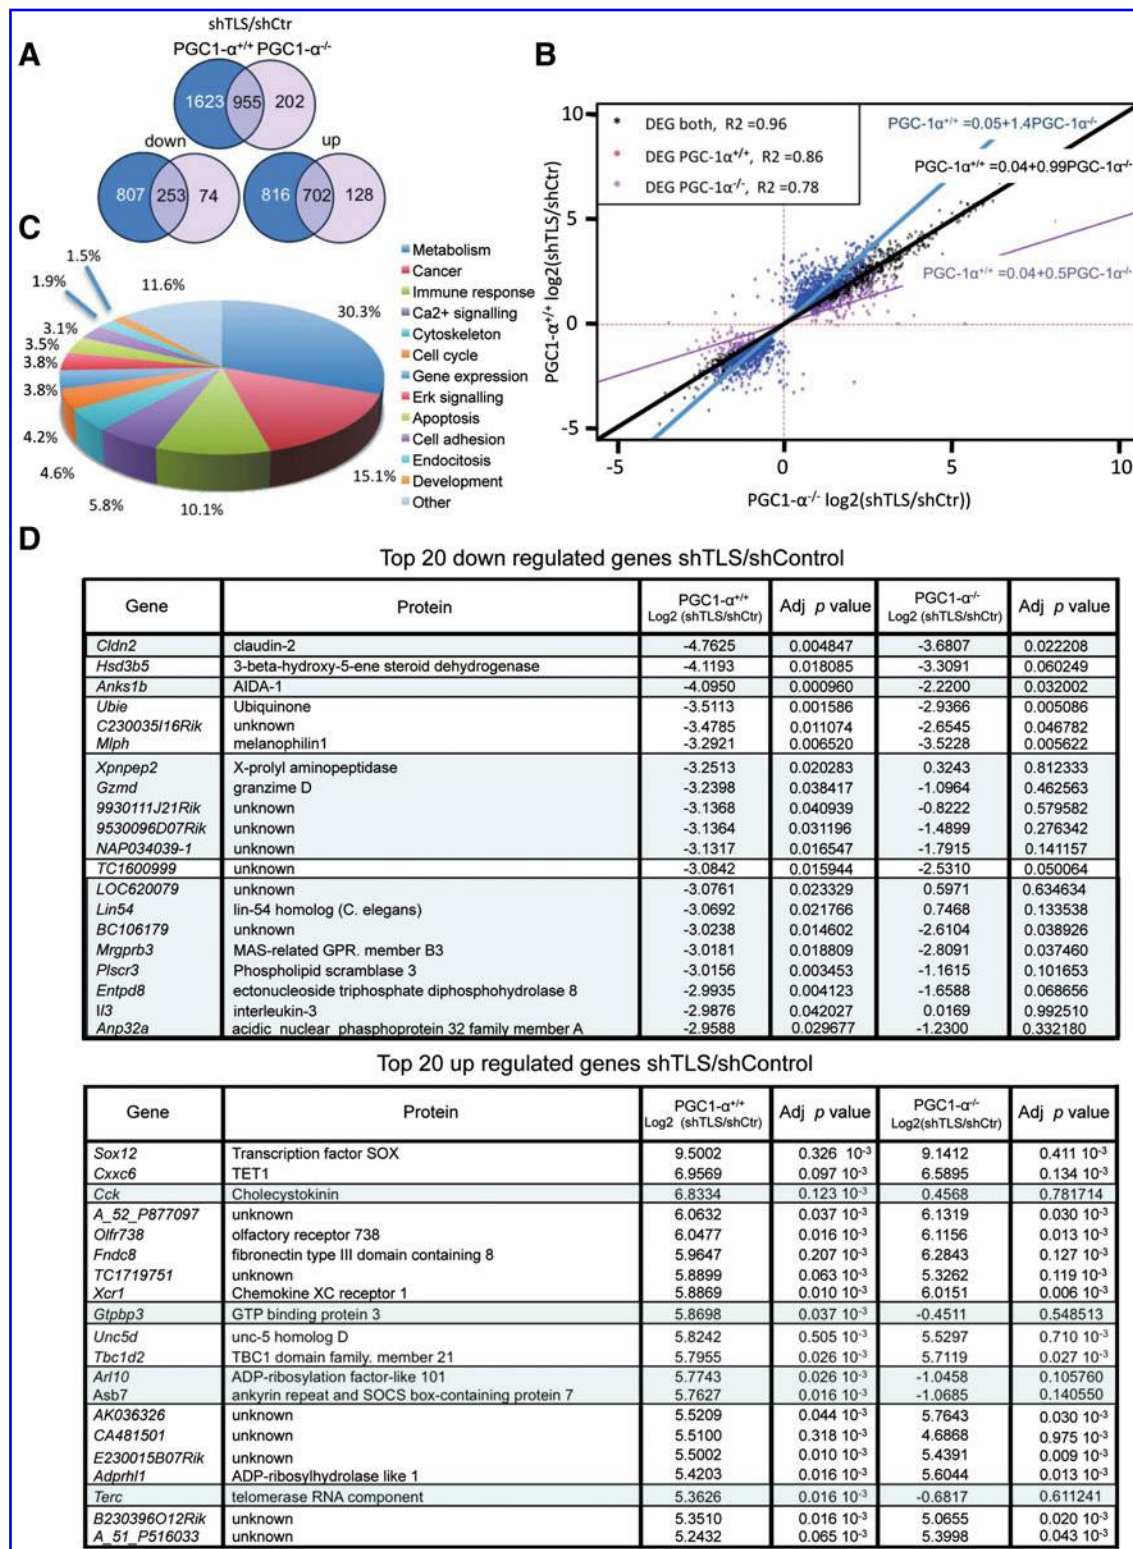 A
shTLS/shCtr
PGC1-α+/+ PGC1-α-/-
1623 955 202
down up
807 253 74 816 702 128
B
10
5
0
-5
-5 0 5 10
PGC1-α+/+ log2(shTLS/shCtr)
PGC1-α-/- log2(shTLS/shCtr))
* DEG both, R2 =0.96
* DEG PGC-1α+/+, R2 =0.86
* DEG PGC-1α-/-, R2 =0.78
PGC-1α+/+ =0.05+1.4PGC-1α-/-
PGC-1α+/+ =0.04+0.99PGC-1α-/-
PGC-1α+/+ =0.04+0.5PGC-1α-/-
C
1.5%
1.9%
11.6%
3.1%
3.5%
3.8%
3.8%
4.2%
4.6%
5.8%
10.1%
15.1%
30.3%
Metabolism
Cancer
Immune response
Ca2+ signalling
Cytoskeleton
Cell cycle
Gene expression
Erk signalling
Apoptosis
Cell adhesion
Endocitosis
Development
Other
D
Top 20 down regulated genes shTLS/shControl
Gene Protein PGC1-α+/+ Log2 (shTLS/shCtr) Adj p value PGC1-α-/- Log2 (shTLS/shCtr) Adj p value
Cldn2 claudin-2 -4.7625 0.004847 -3.6807 0.022208
Hsd3b5 3-beta-hydroxy-5-ene steroid dehydrogenase -4.1193 0.018085 -3.3091 0.060249
Anks1b AIDA-1 -4.0950 0.000960 -2.2200 0.032002
Ubie Ubiquinone -3.5113 0.001586 -2.9366 0.005086
C230035I16Rik unknown -3.4785 0.011074 -2.6545 0.046782
Mlph melanophilin1 -3.2921 0.006520 -3.5228 0.005622
Xpnpep2 X-prolyl aminopeptidase -3.2513 0.020283 0.3243 0.812333
Gzmd granzime D -3.2398 0.038417 -1.0964 0.462563
9930111J21Rik unknown -3.1368 0.040939 -0.8222 0.579582
9530096D07Rik unknown -3.1364 0.031196 -1.4899 0.276342
NAP034039-1 unknown -3.1317 0.016547 -1.7915 0.141157
TC1600999 unknown -3.0842 0.015944 -2.5310 0.050064
LOC620079 unknown -3.0761 0.023329 0.5971 0.634634
Lin54 lin-54 homolog (C. elegans) -3.0692 0.021766 0.7468 0.133538
BC106179 unknown -3.0238 0.014602 -2.6104 0.038926
Mrgprb3 MAS-related GPR. member B3 -3.0181 0.018809 -2.8091 0.037460
Plscr3 Phospholipid scramblase 3 -3.0156 0.003453 -1.1615 0.101653
Entpd8 ectonucleoside triphosphate diphosphohydrolase 8 -2.9935 0.004123 -1.6588 0.068656
Il3 interleukin-3 -2.9876 0.042027 0.0169 0.992510
Anp32a acidic nuclear phasphoprotein 32 family member A -2.9588 0.029677 -1.2300 0.332180
Top 20 up regulated genes shTLS/shControl
Gene Protein PGC1-α+/+ Log2 (shTLS/shCtr) Adj p value PGC1-α-/- Log2(shTLS/shCtr) Adj p value
Sox12 Transcription factor SOX 9.5002 0.326 10-3 9.1412 0.411 10-3
Cxxc6 TET1 6.9569 0.097 10-3 6.5895 0.134 10-3
Cck Cholecystokinin 6.8334 0.123 10-3 0.4568 0.781714
A_52_P877097 unknown 6.0632 0.037 10-3 6.1319 0.030 10-3
Olfr738 olfactory receptor 738 6.0477 0.016 10-3 6.1156 0.013 10-3
Fndc8 fibronectin type III domain containing 8 5.9647 0.207 10-3 6.2843 0.127 10-3
TC1719751 unknown 5.8899 0.063 10-3 5.3262 0.119 10-3
Xcr1 Chemokine XC receptor 1 5.8869 0.010 10-3 6.0151 0.006 10-3
Gtpbp3 GTP binding protein 3 5.8698 0.037 10-3 -0.4511 0.548513
Unc5d unc-5 homolog D 5.8242 0.505 10-3 5.5297 0.710 10-3
Tbc1d2 TBC1 domain family. member 21 5.7955 0.026 10-3 5.7119 0.027 10-3
Arl10 ADP-ribosylation factor-like 101 5.7743 0.026 10-3 -1.0458 0.105760
Asb7 ankyrin repeat and SOCS box-containing protein 7 5.7627 0.016 10-3 -1.0685 0.140550
AK036326 unknown 5.5209 0.044 10-3 5.7643 0.030 10-3
CA481501 unknown 5.5100 0.318 10-3 4.6868 0.975 10-3
E230015B07Rik unknown 5.5002 0.010 10-3 5.4391 0.009 10-3
Adprhl1 ADP-ribosylhydrolase like 1 5.4203 0.016 10-3 5.6044 0.013 10-3
Terc telomerase RNA component 5.3626 0.016 10-3 -0.6817 0.611241
B230396O12Rik unknown 5.3510 0.016 10-3 5.0655 0.020 10-3
A_51_P516033 unknown 5.2432 0.065 10-3 5.3998 0.043 10-3